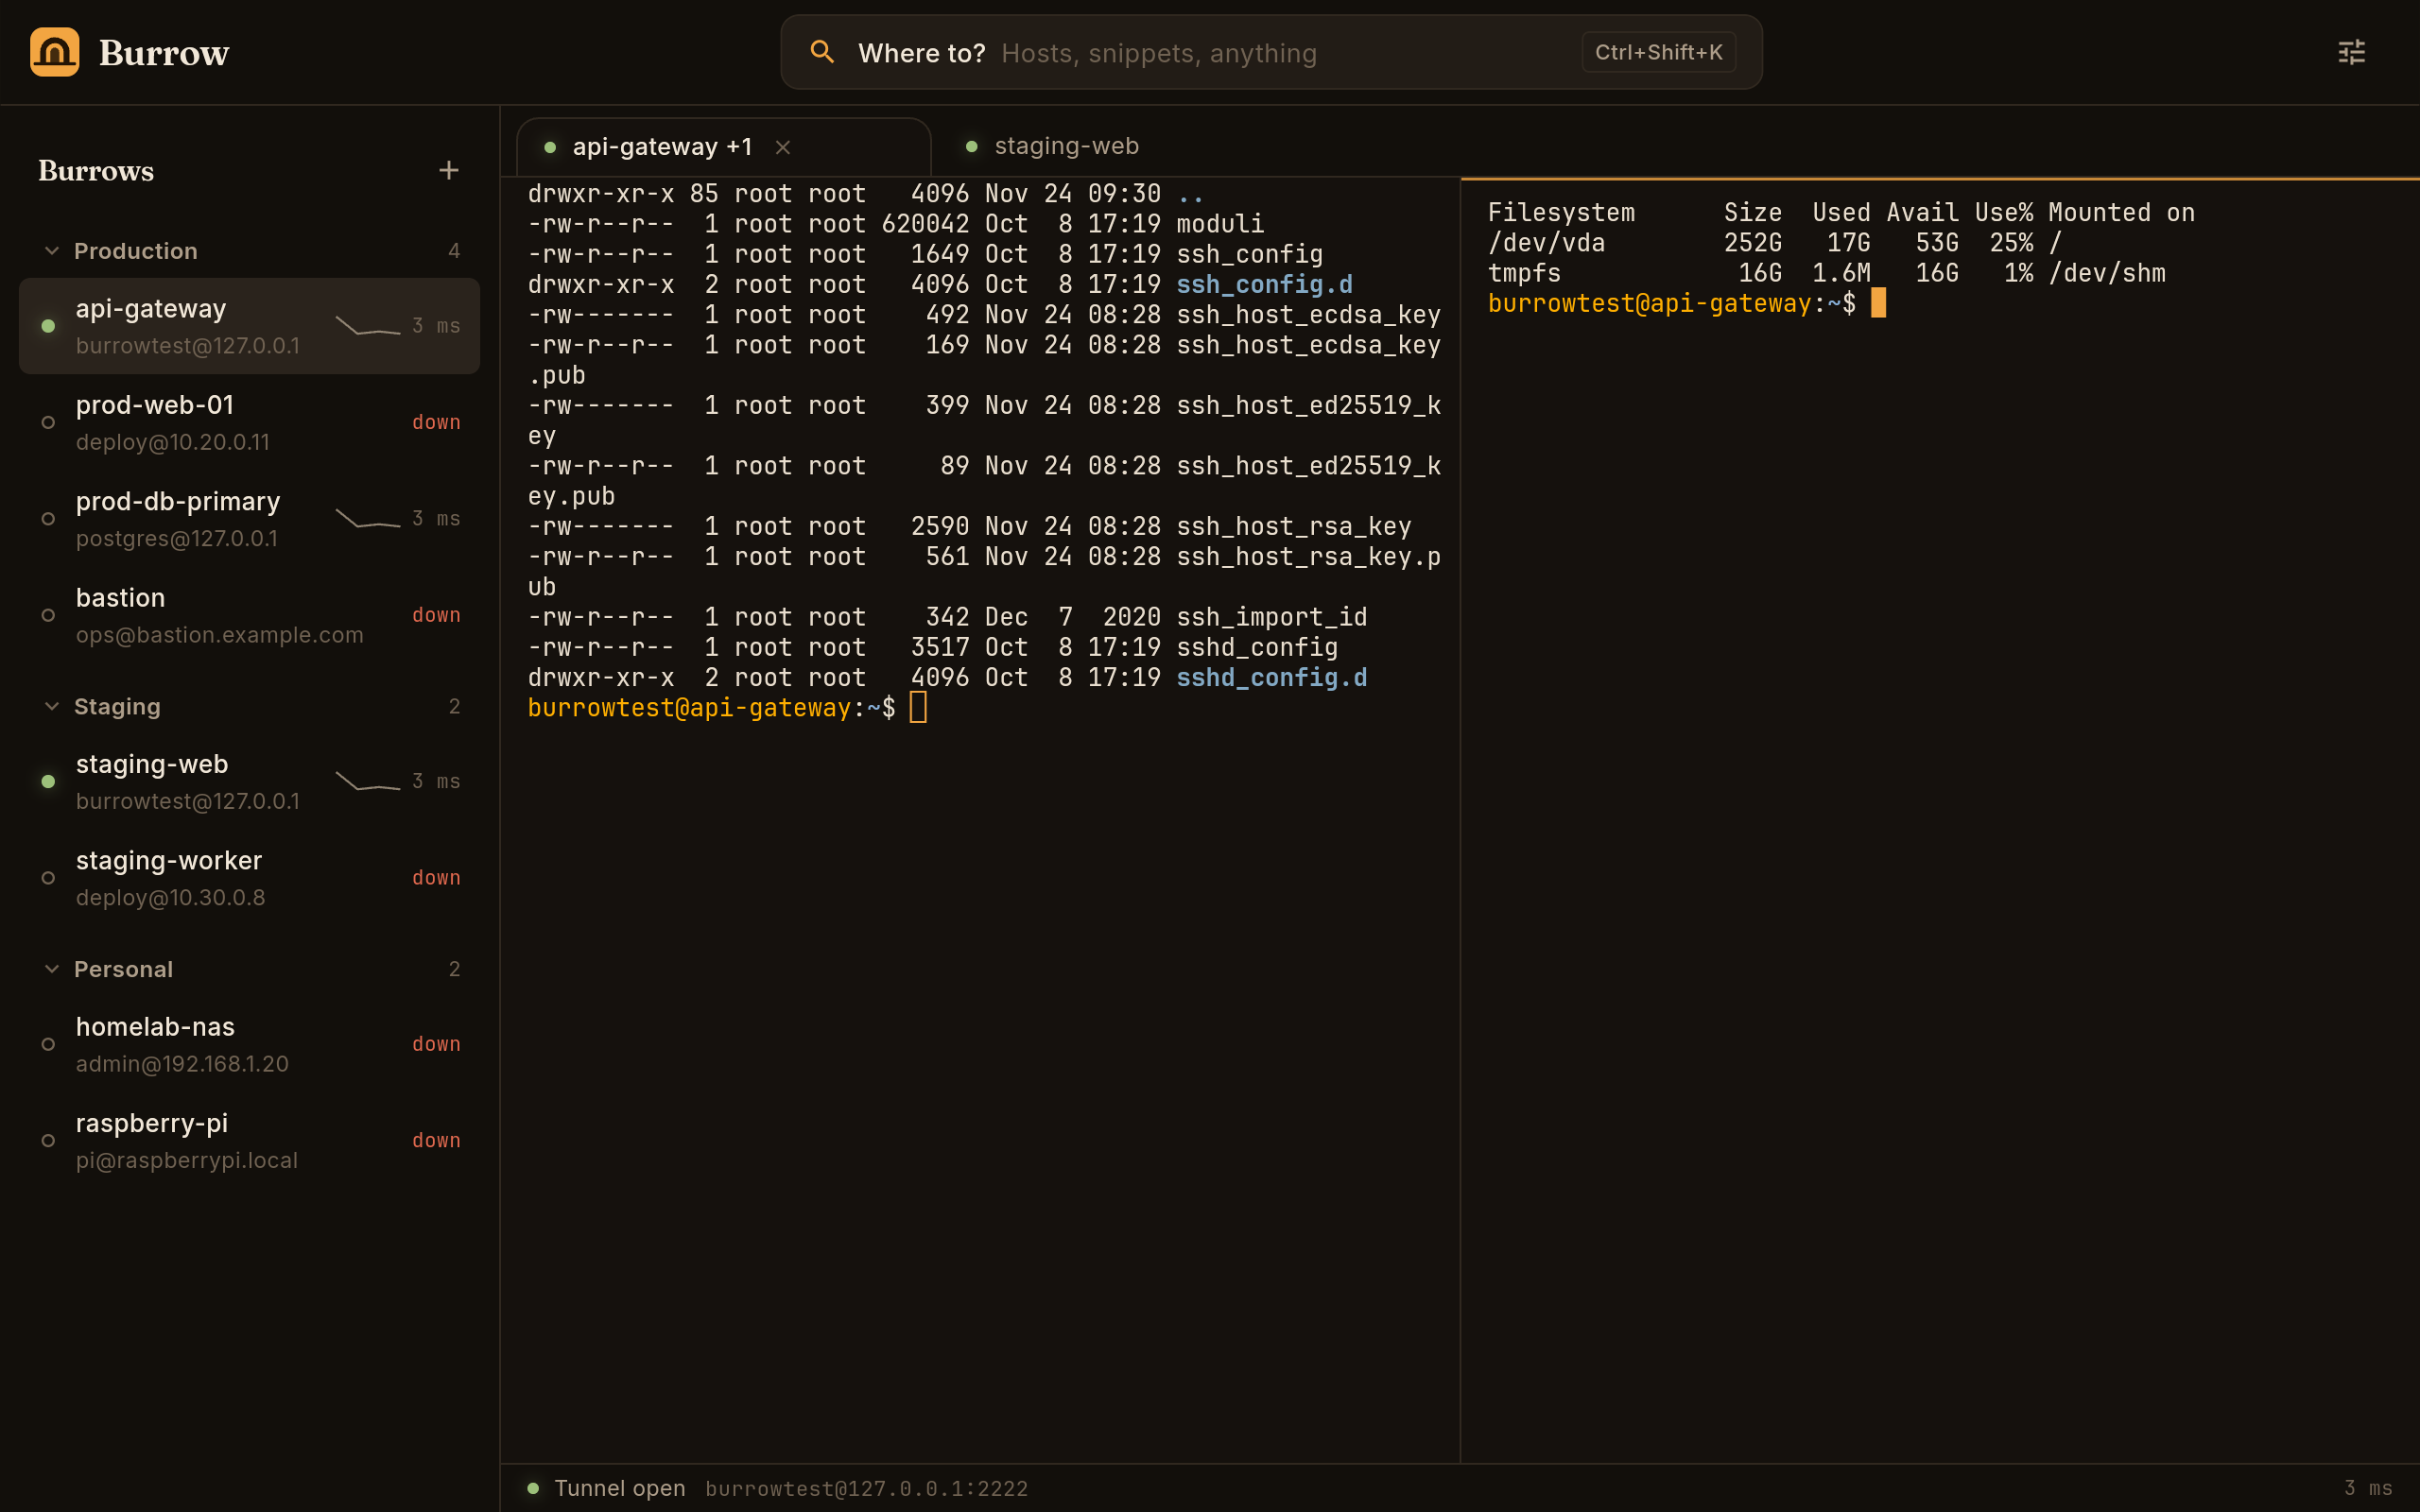 Burrow
Where to? Hosts, snippets, anything Ctrl+Shift+K
Burrows
Production 4
api-gateway
burrowtest@127.0.0.1
3 ms
prod-web-01
deploy@10.20.0.11
down
prod-db-primary
postgres@127.0.0.1
3 ms
bastion
ops@bastion.example.com
down
Staging 2
staging-web
burrowtest@127.0.0.1
3 ms
staging-worker
deploy@10.30.0.8
down
Personal 2
homelab-nas
admin@192.168.1.20
down
raspberry-pi
pi@raspberrypi.local
down
api-gateway +1
staging-web
drwxr-xr-x 85 root root   4096 Nov 24 09:30 ..
-rw-r--r--  1 root root 620042 Oct  8 17:19 moduli
-rw-r--r--  1 root root   1649 Oct  8 17:19 ssh_config
drwxr-xr-x  2 root root   4096 Oct  8 17:19 ssh_config.d
-rw-------  1 root root    492 Nov 24 08:28 ssh_host_ecdsa_key
-rw-r--r--  1 root root    169 Nov 24 08:28 ssh_host_ecdsa_key
.pub
-rw-------  1 root root    399 Nov 24 08:28 ssh_host_ed25519_k
ey
-rw-r--r--  1 root root     89 Nov 24 08:28 ssh_host_ed25519_k
ey.pub
-rw-------  1 root root   2590 Nov 24 08:28 ssh_host_rsa_key
-rw-r--r--  1 root root    561 Nov 24 08:28 ssh_host_rsa_key.p
ub
-rw-r--r--  1 root root    342 Dec  7  2020 ssh_import_id
-rw-r--r--  1 root root   3517 Oct  8 17:19 sshd_config
drwxr-xr-x  2 root root   4096 Oct  8 17:19 sshd_config.d
burrowtest@api-gateway:~$
Filesystem      Size  Used Avail Use% Mounted on
/dev/vda        252G   17G   53G  25% /
tmpfs            16G  1.6M   16G   1% /dev/shm
burrowtest@api-gateway:~$
Tunnel open burrowtest@127.0.0.1:2222
3 ms